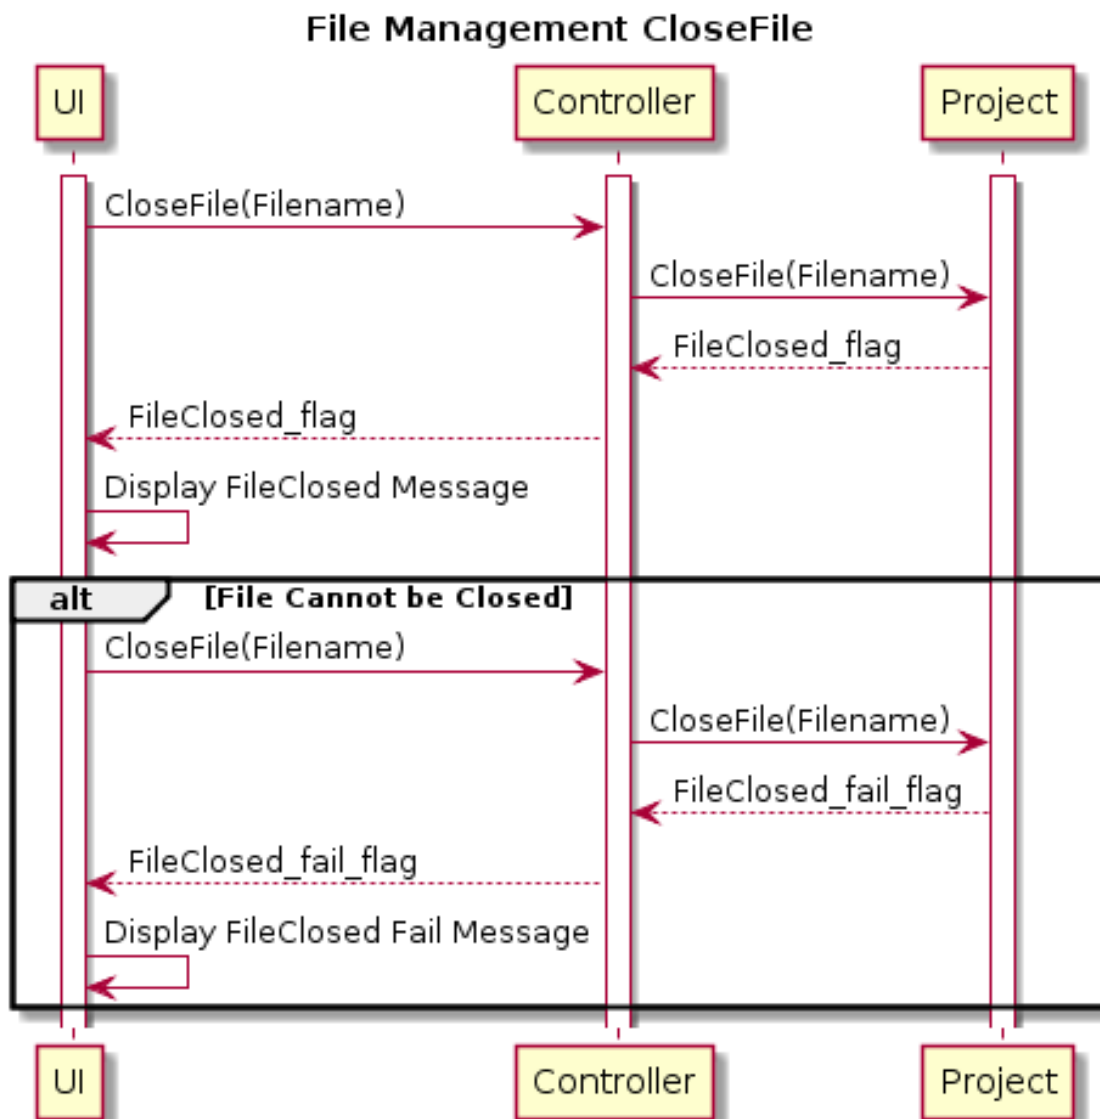 File Management CloseFile
UI
Controller
Project
CloseFile(Filename)
CloseFile(Filename)
FileClosed_flag
FileClosed_flag
Display FileClosed Message
alt
[File Cannot be Closed]
CloseFile(Filename)
CloseFile(Filename)
FileClosed_fail_flag
FileClosed_fail_flag
Display FileClosed Fail Message
UI
Controller
Project